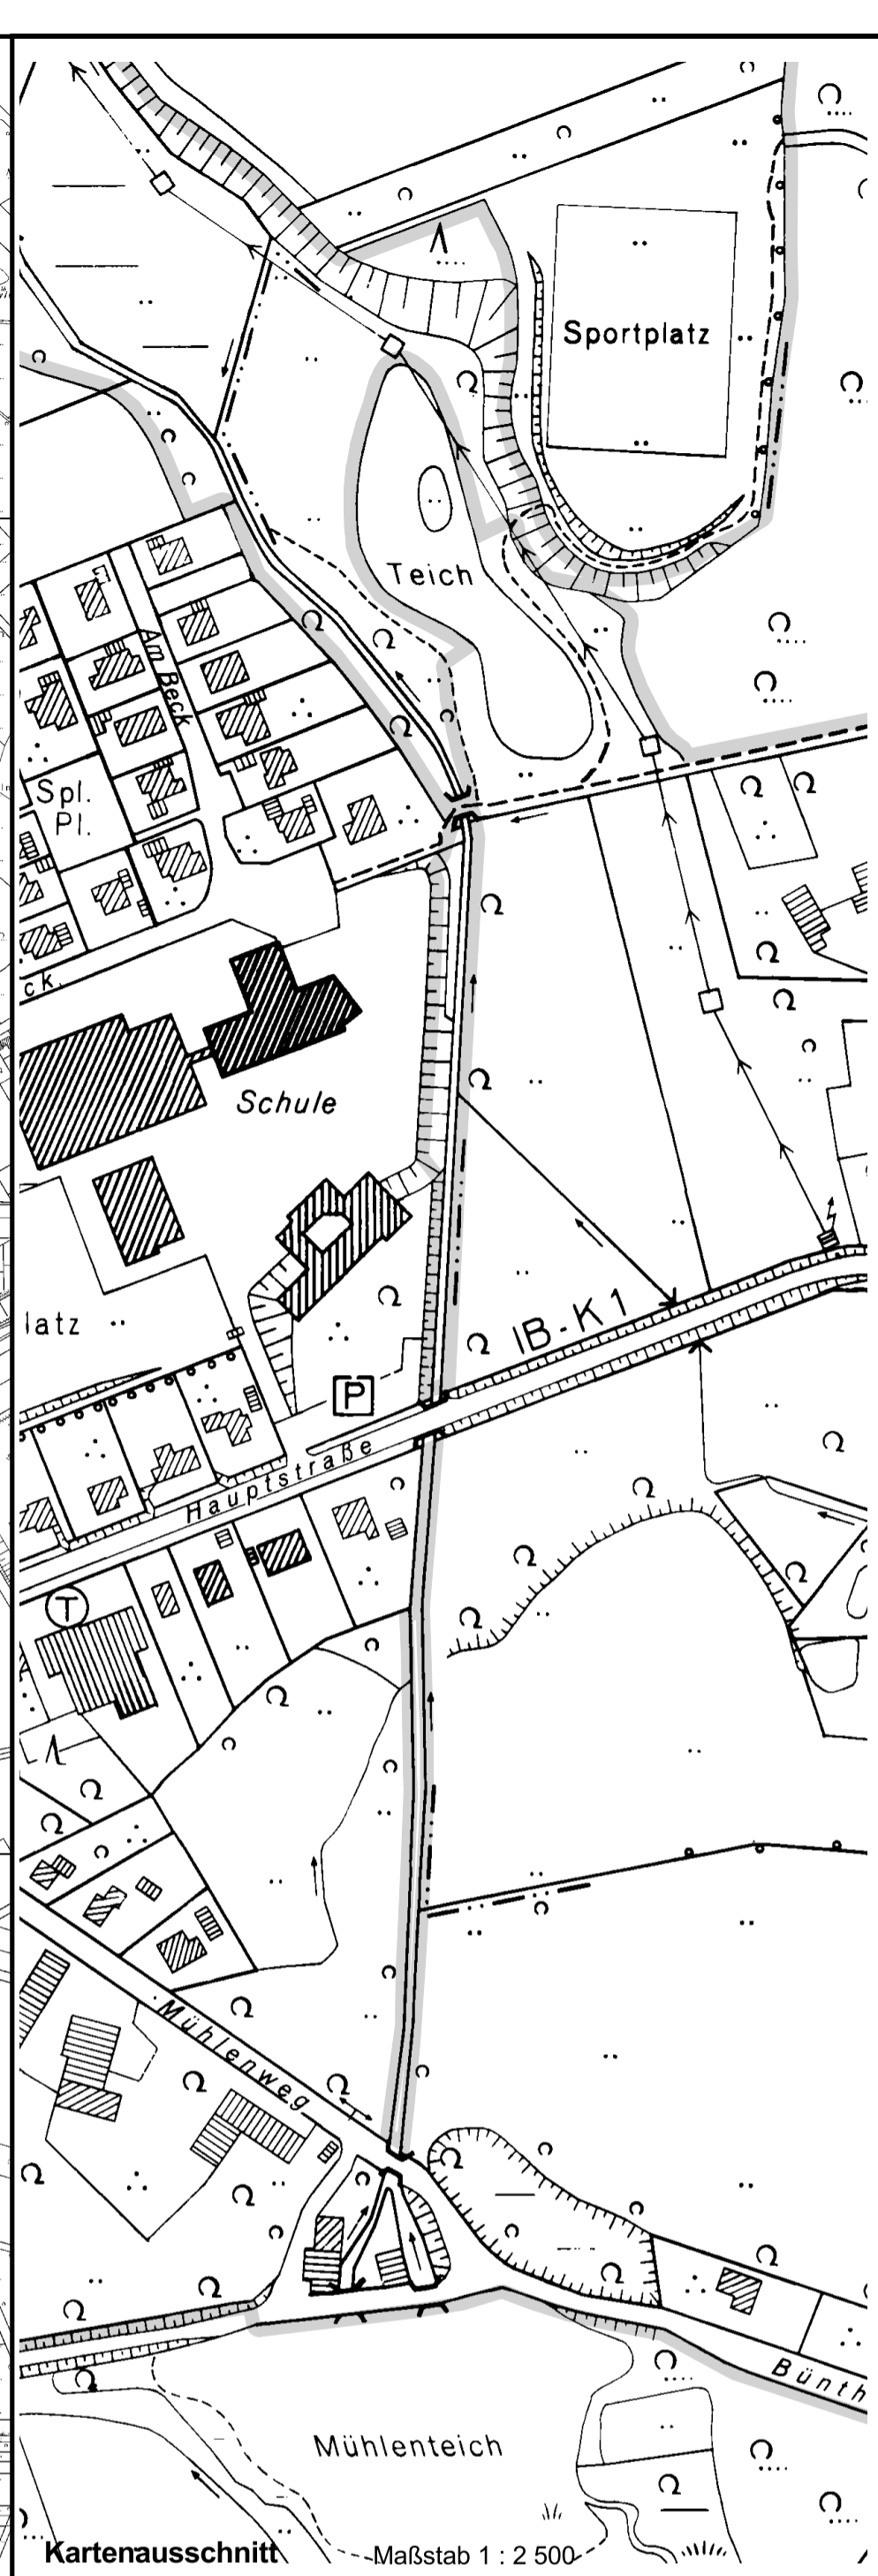 Sportplatz
Teich
Am Beck
Spl.
Pl.
ck.
Schule
latz
IB-K 1
P
Hauptstraße
T
Mühlenweg
Bünth
Mühlenteich
Kartenausschnitt
Maßstab 1 : 2 500